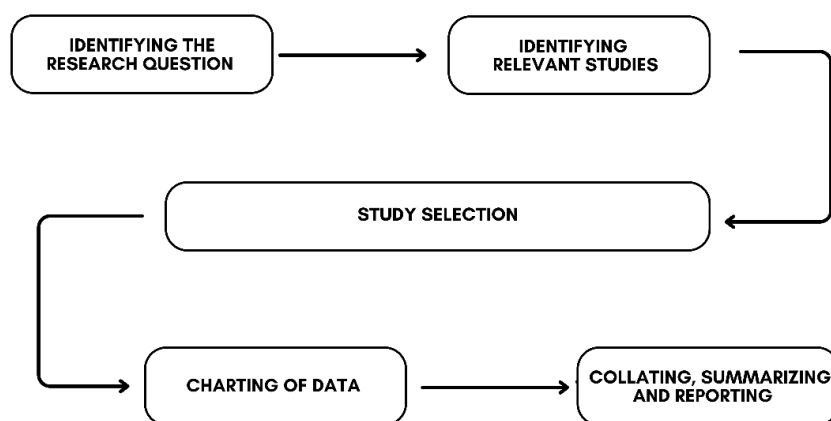 IDENTIFYING THE
RESEARCH QUESTION
IDENTIFYING
RELEVANT STUDIES
STUDY SELECTION
CHARTING OF DATA
COLLATING, SUMMARIZING
AND REPORTING